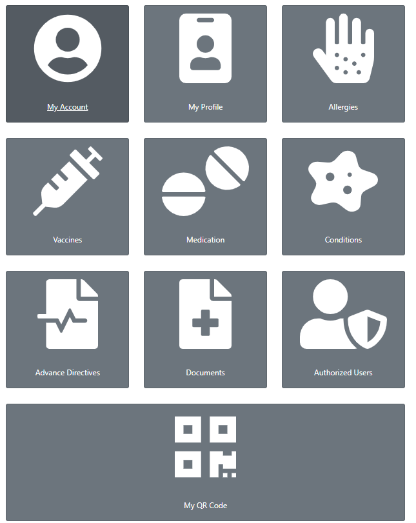 My Account
My Profile
Allergies
Vaccines
Medication
Conditions
Advance Directives
Documents
Authorized Users
My QR Code